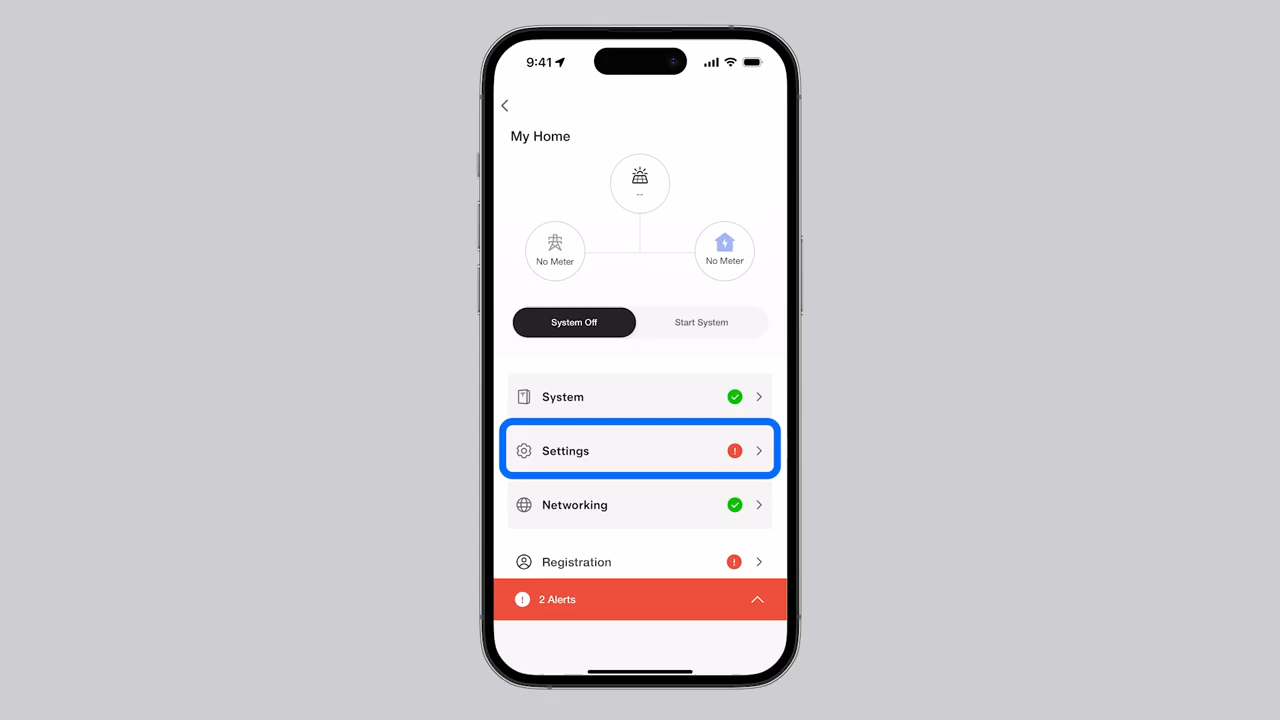 9:41
My Home
--
No Meter
No Meter
System Off
Start System
System
Settings
Networking
Registration
2 Alerts